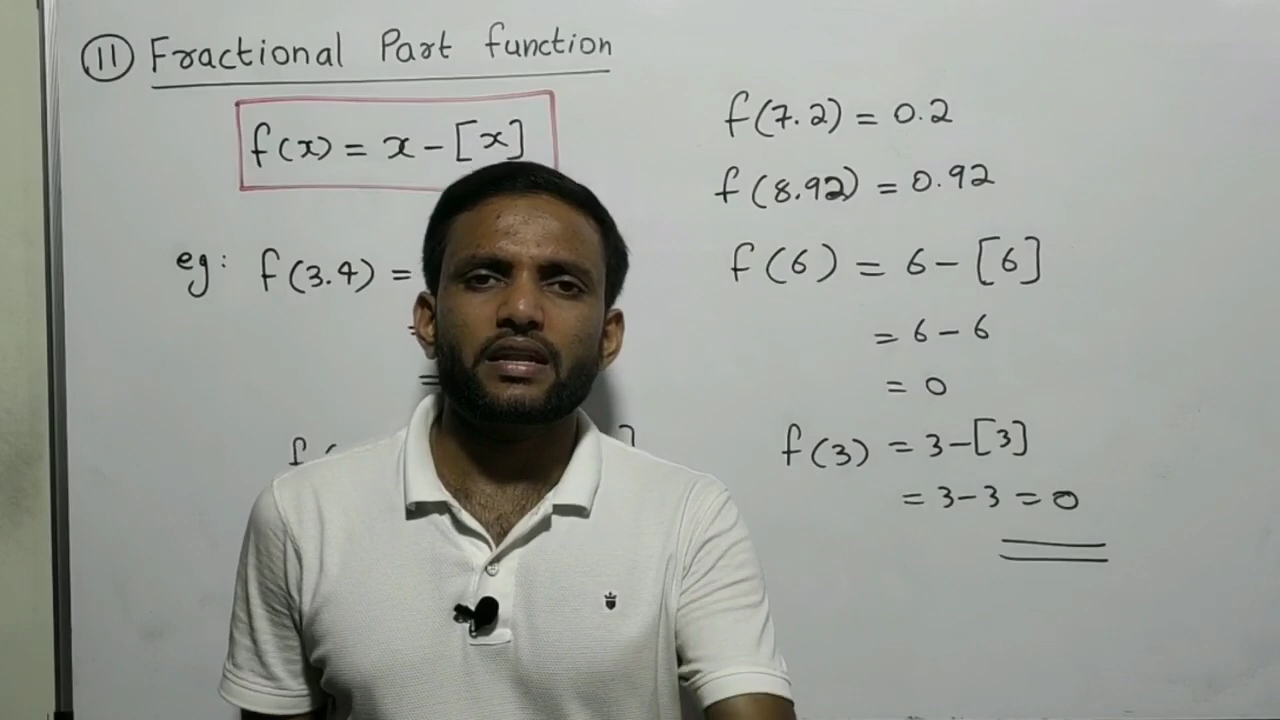 11 Fractional Part function
f(x) = x - [x]
eg: f(3.4) =
=
=
f(
]
f(7.2) = 0.2
f(8.92) = 0.92
f(6) = 6 - [6]
= 6 - 6
= 0
f(3) = 3 - [3]
= 3 - 3 = 0